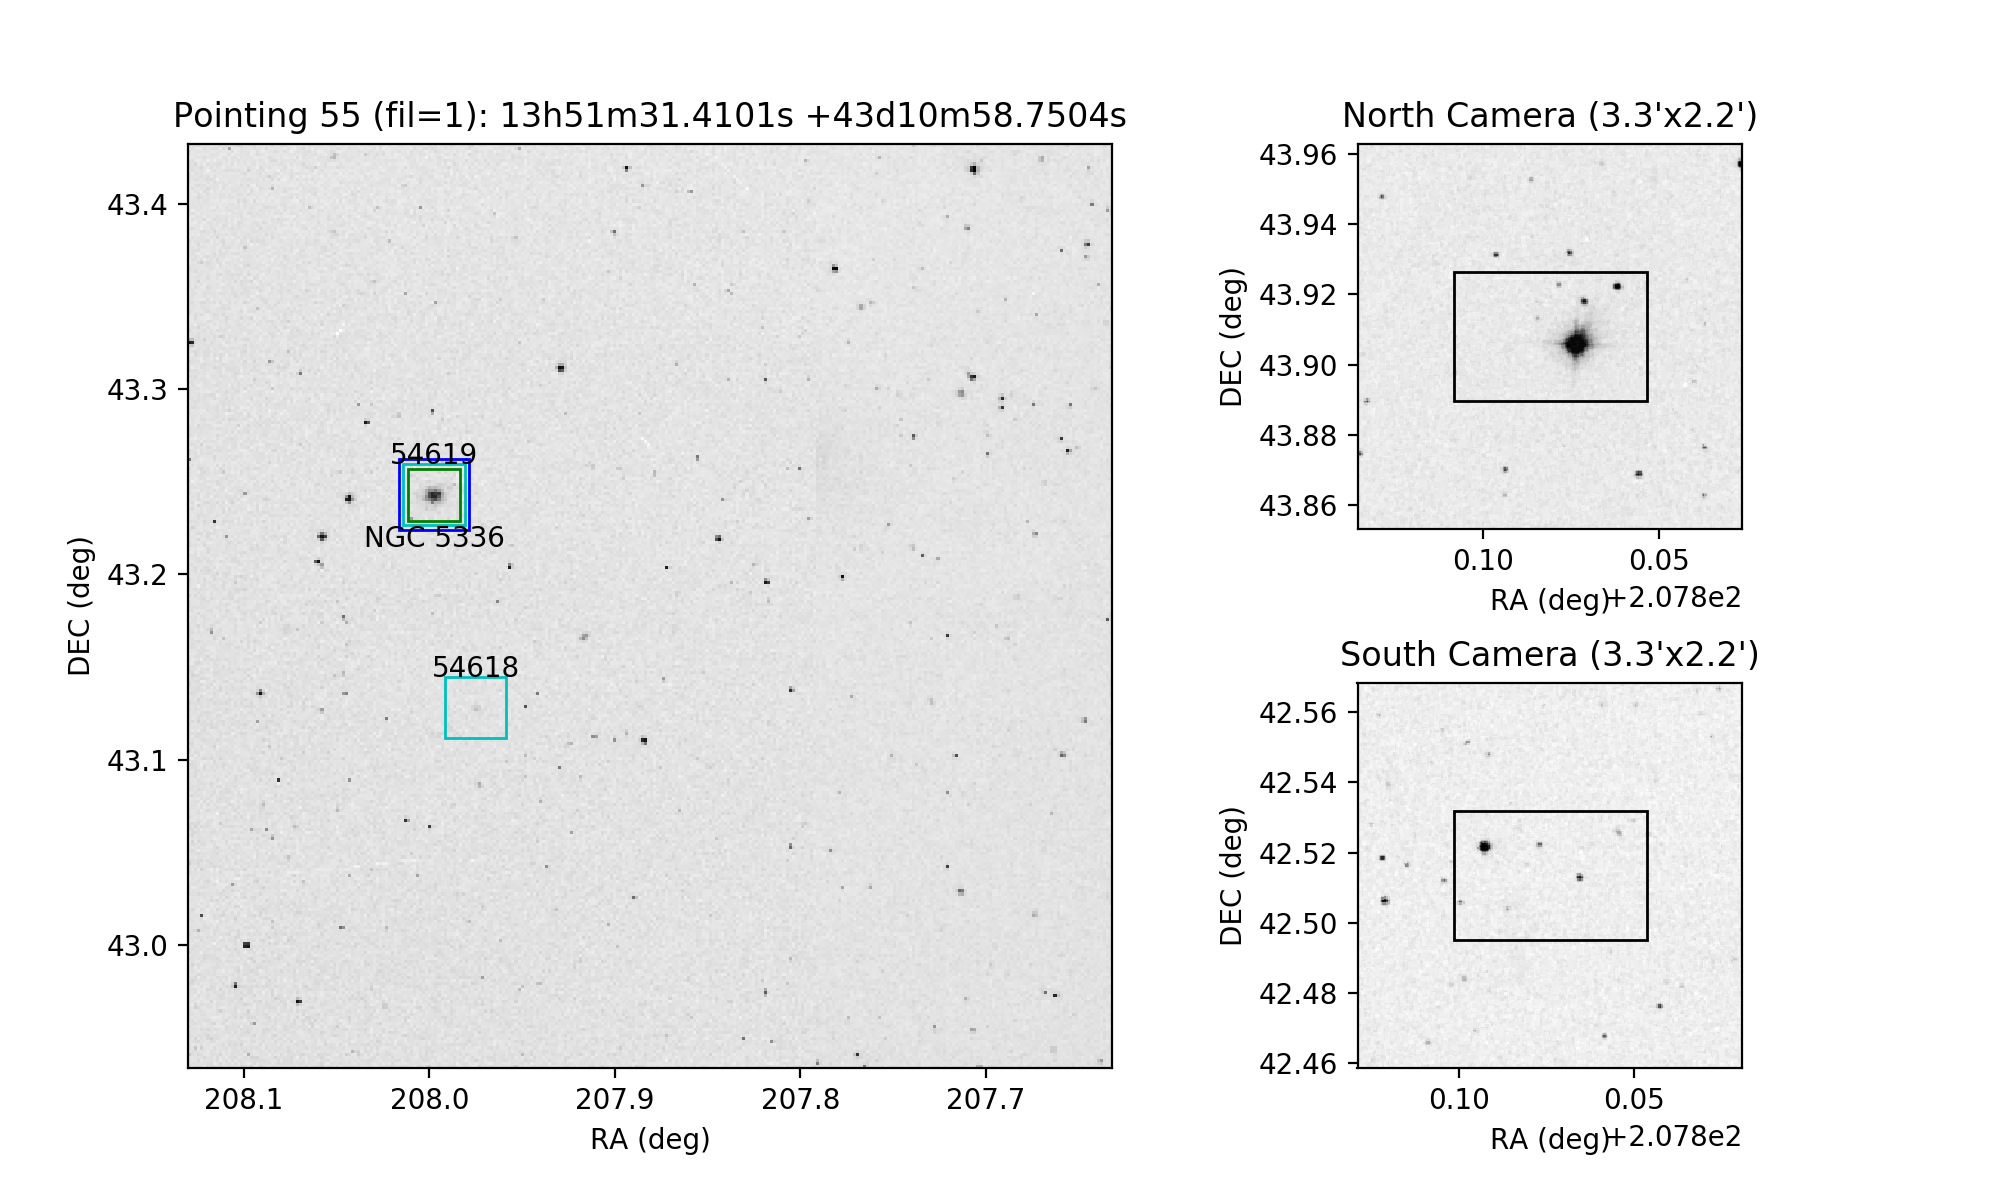 Pointing 55 (fil=1): 13h51m31.4101s +43d10m58.7504s
43.4
43.3
43.2
43.1
43.0
DEC (deg)
54619
NGC 5336
54618
208.1 208.0 207.9 207.8 207.7
RA (deg)
North Camera (3.3'x2.2')
43.96
43.94
43.92
43.90
43.88
43.86
DEC (deg)
0.10 0.05
RA (deg) +2.078e2
South Camera (3.3'x2.2')
42.56
42.54
42.52
42.50
42.48
42.46
DEC (deg)
0.10 0.05
RA (deg) +2.078e2